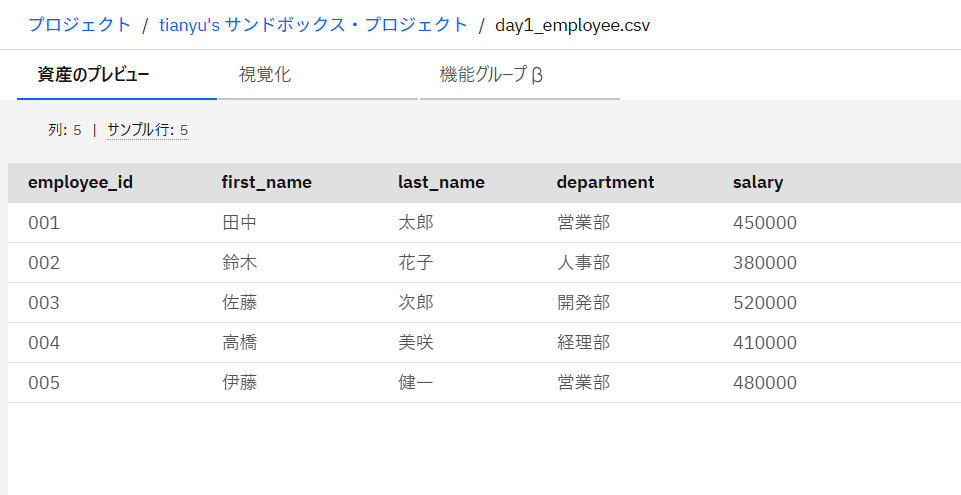 プロジェクト / tianyu's サンドボックス・プロジェクト / day1_employee.csv
資産のプレビュー 視覚化 機能グループ β
列: 5 | サンプル行: 5
employee_id first_name last_name department salary
001 田中 太郎 営業部 450000
002 鈴木 花子 人事部 380000
003 佐藤 次郎 開発部 520000
004 高橋 美咲 経理部 410000
005 伊藤 健一 営業部 480000